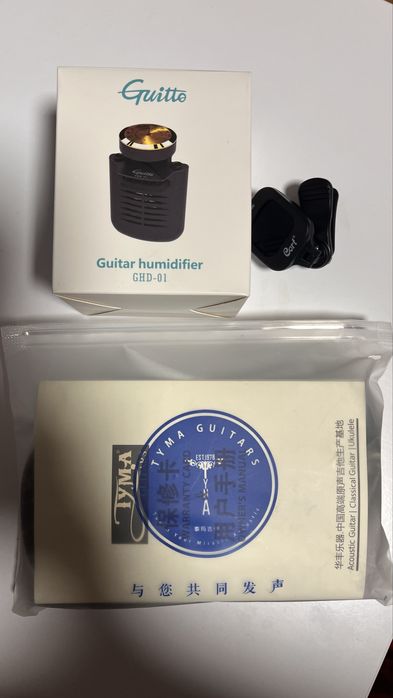 Guitto
Guitto
Guitar humidifier
GHD-01
Cort
TYMA GUITARS
EST.1978
TYMA
保修卡
WARRANTY CARD
用户手册
OWNER'S MANUAL
华丰乐器.中国高端原声吉他生产基地
Acoustic Guitar | Classical Guitar | Ukulele
与您共同发声